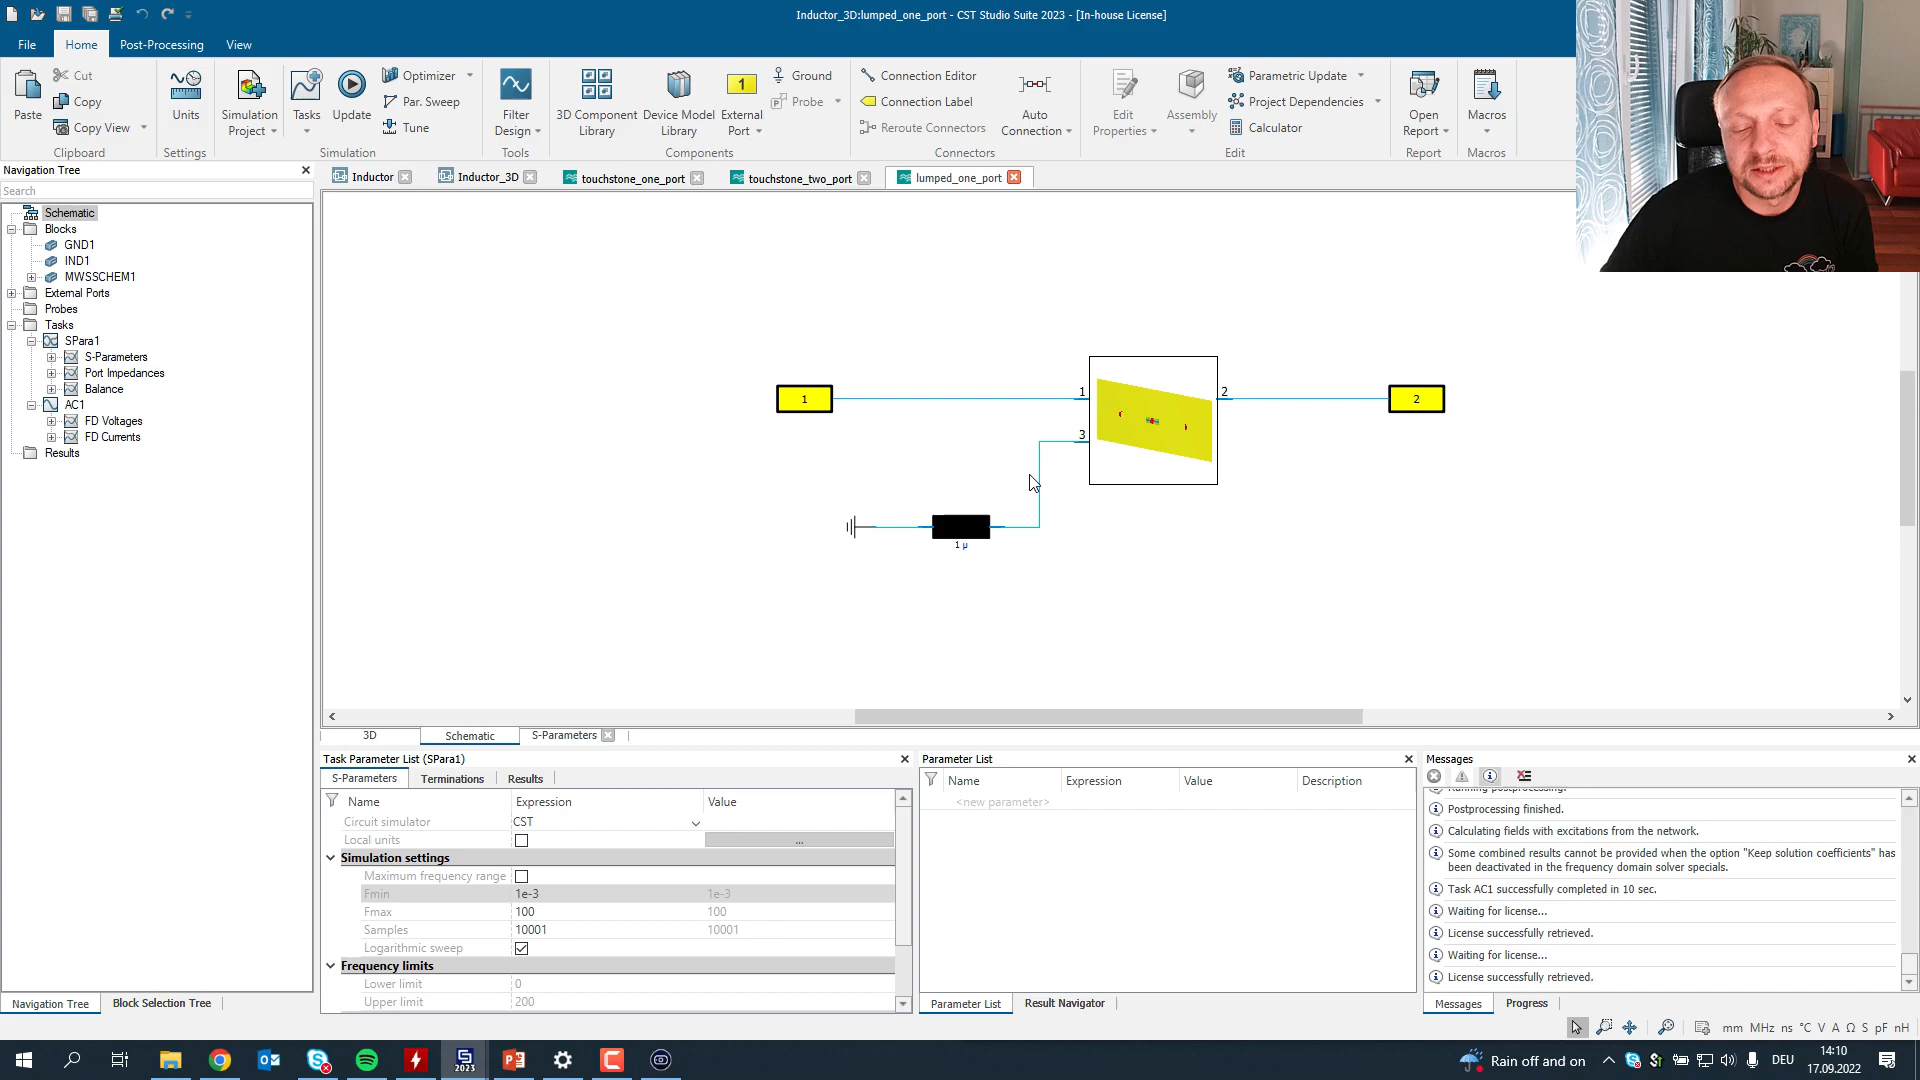 Inductor_3D:lumped_one_port - CST Studio Suite 2023 - [In-house License]
File
Home
Post-Processing
View
Paste
Cut
Copy
Copy View
Clipboard
Units
Settings
Simulation
Project
Tasks
Update
Optimizer
Par. Sweep
Tune
Simulation
Filter
Design
Tools
3D Component
Library
Device Model
Library
1
External
Port
Ground
Probe
Components
Connection Editor
Connection Label
Reroute Connectors
Auto
Connection
Connectors
Edit
Properties
Assembly
Parametric Update
Project Dependencies
Calculator
Edit
Open
Report
Report
Macros
Macros
Navigation Tree
Search
Schematic
Blocks
GND1
IND1
MWSSCHEM1
External Ports
Probes
Tasks
SPara1
S-Parameters
Port Impedances
Balance
AC1
FD Voltages
FD Currents
Results
Inductor
Inductor_3D
touchstone_one_port
touchstone_two_port
lumped_one_port
1
1
2
2
3
1 µ
3D
Schematic
S-Parameters
Task Parameter List (SPara1)
S-Parameters
Terminations
Results
Name
Expression
Value
Circuit simulator
CST
Local units
...
Simulation settings
Maximum frequency range
Fmin
1e-3
1e-3
Fmax
100
100
Samples
10001
10001
Logarithmic sweep
Frequency limits
Lower limit
0
Upper limit
200
Parameter List
Name
Expression
Value
Description
<new parameter>
Parameter List
Result Navigator
Messages
Running postprocessing.
Postprocessing finished.
Calculating fields with excitations from the network.
Some combined results cannot be provided when the option "Keep solution coefficients" has
been deactivated in the frequency domain solver specials.
Task AC1 successfully completed in 10 sec.
Waiting for license...
License successfully retrieved.
Waiting for license...
License successfully retrieved.
Messages
Progress
Navigation Tree
Block Selection Tree
mm MHz ns °C V A Ω S pF nH
2023
Rain off and on
DEU
14:10
17.09.2022